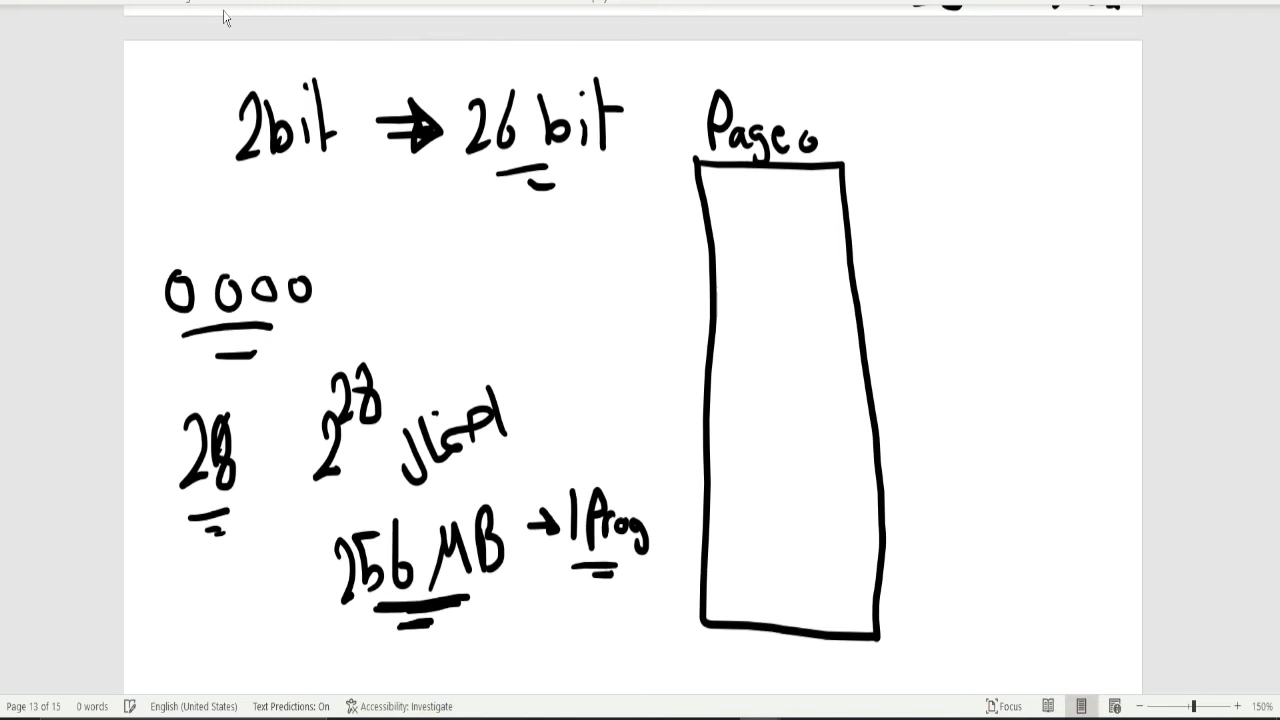 2bit ⇒ 26 bit
Page 0
0 0 0 0
28 2^28
256 MB → 1 Prog
Page 13 of 15 0 words English (United States) Text Predictions: On Accessibility: Investigate Focus 150%